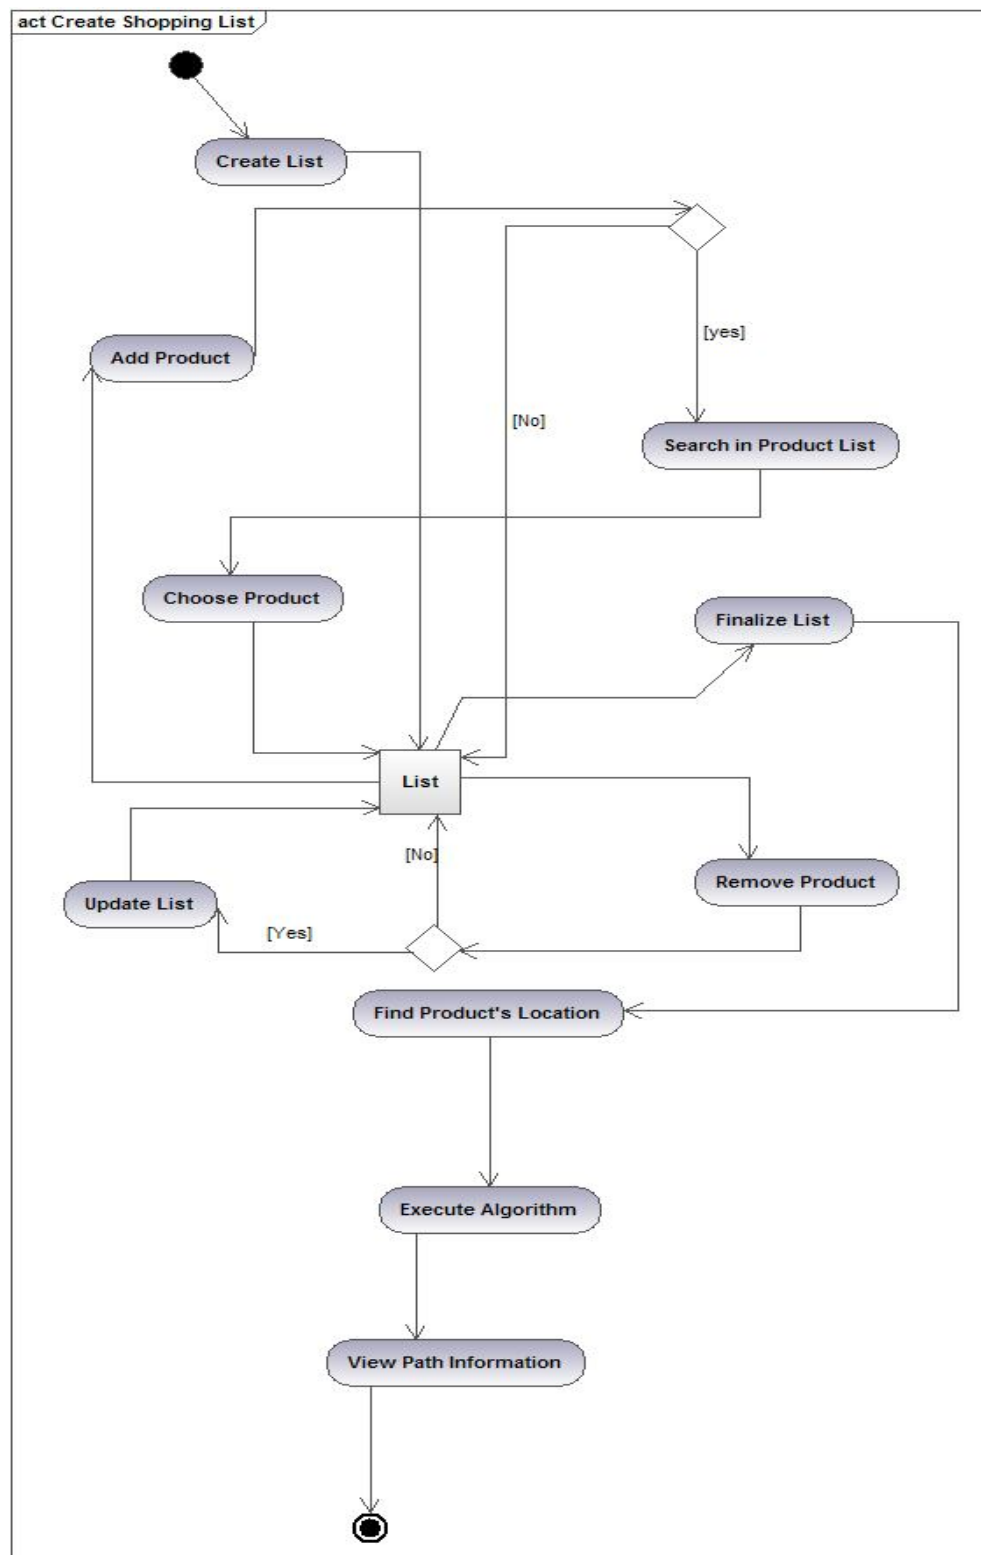 act Create Shopping List
Create List
Add Product
[yes]
[No]
Search in Product List
Choose Product
Finalize List
List
[No]
Remove Product
Update List
[Yes]
Find Product's Location
Execute Algorithm
View Path Information